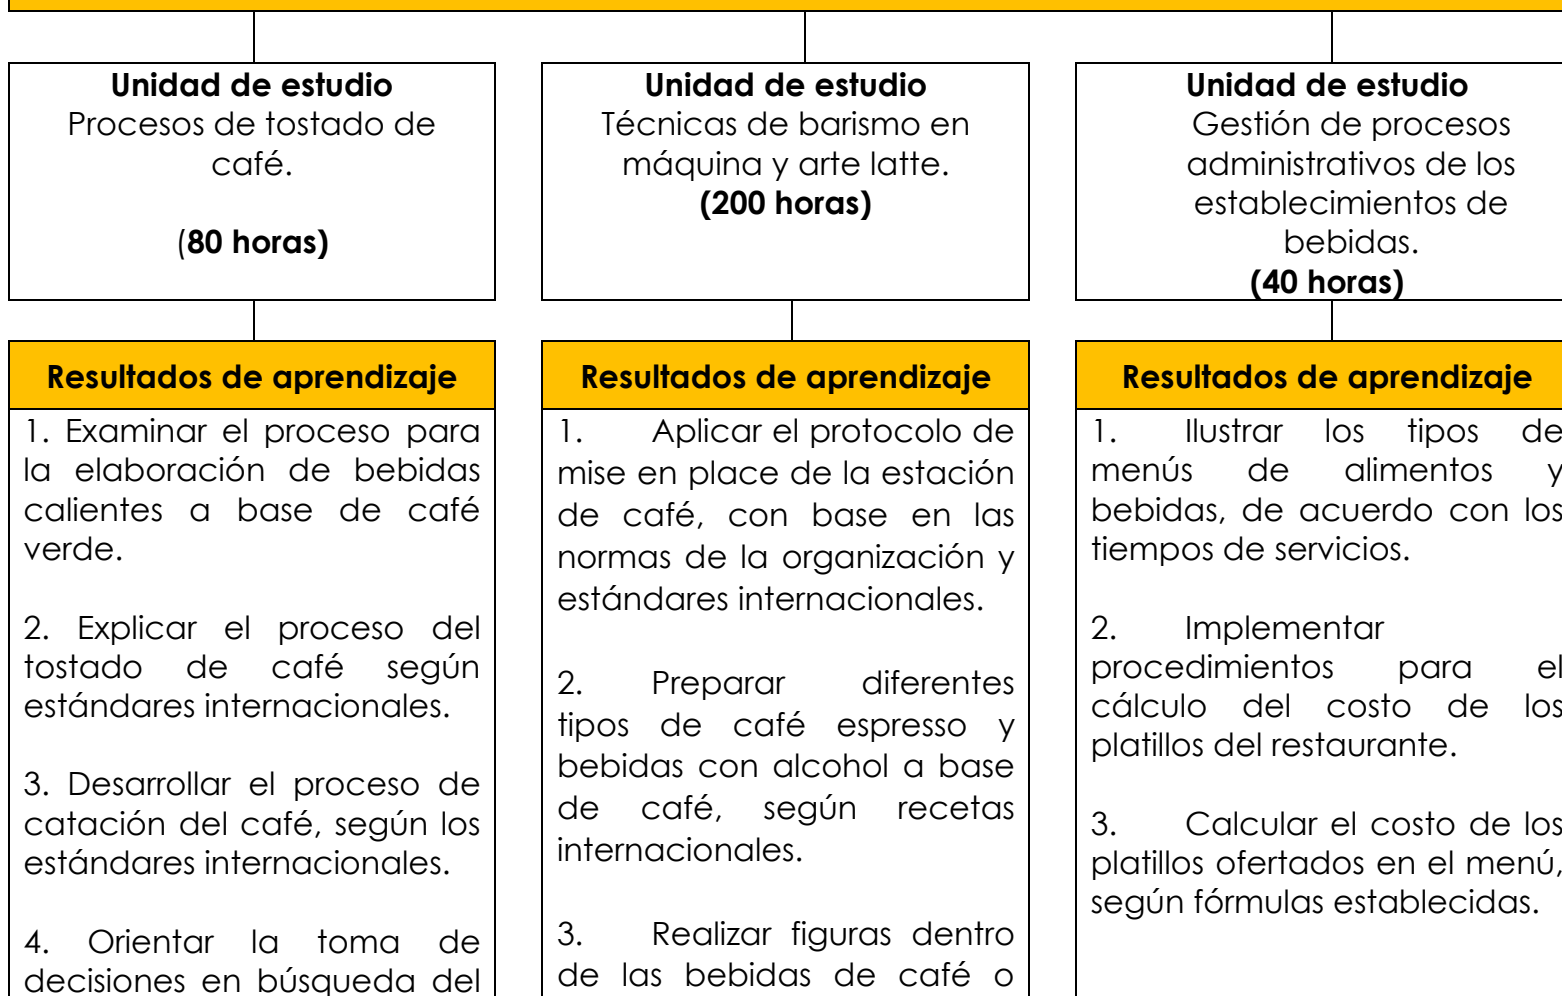 Unidad de estudio
Procesos de tostado de
café.
(80 horas)
Unidad de estudio
Técnicas de barismo en
máquina y arte latte.
(200 horas)
Unidad de estudio
Gestión de procesos
administrativos de los
establecimientos de
bebidas.
(40 horas)
Resultados de aprendizaje
1. Examinar el proceso para
la elaboración de bebidas
calientes a base de café
verde.
2. Explicar el proceso del
tostado de café según
estándares internacionales.
3. Desarrollar el proceso de
catación del café, según los
estándares internacionales.
4. Orientar la toma de
decisiones en búsqueda del
Resultados de aprendizaje
1. Aplicar el protocolo de
mise en place de la estación
de café, con base en las
normas de la organización y
estándares internacionales.
2. Preparar diferentes
tipos de café espresso y
bebidas con alcohol a base
de café, según recetas
internacionales.
3. Realizar figuras dentro
de las bebidas de café o
Resultados de aprendizaje
1. Ilustrar los tipos de
menús de alimentos y
bebidas, de acuerdo con los
tiempos de servicios.
2. Implementar
procedimientos para el
cálculo del costo de los
platillos del restaurante.
3. Calcular el costo de los
platillos ofertados en el menú,
según fórmulas establecidas.